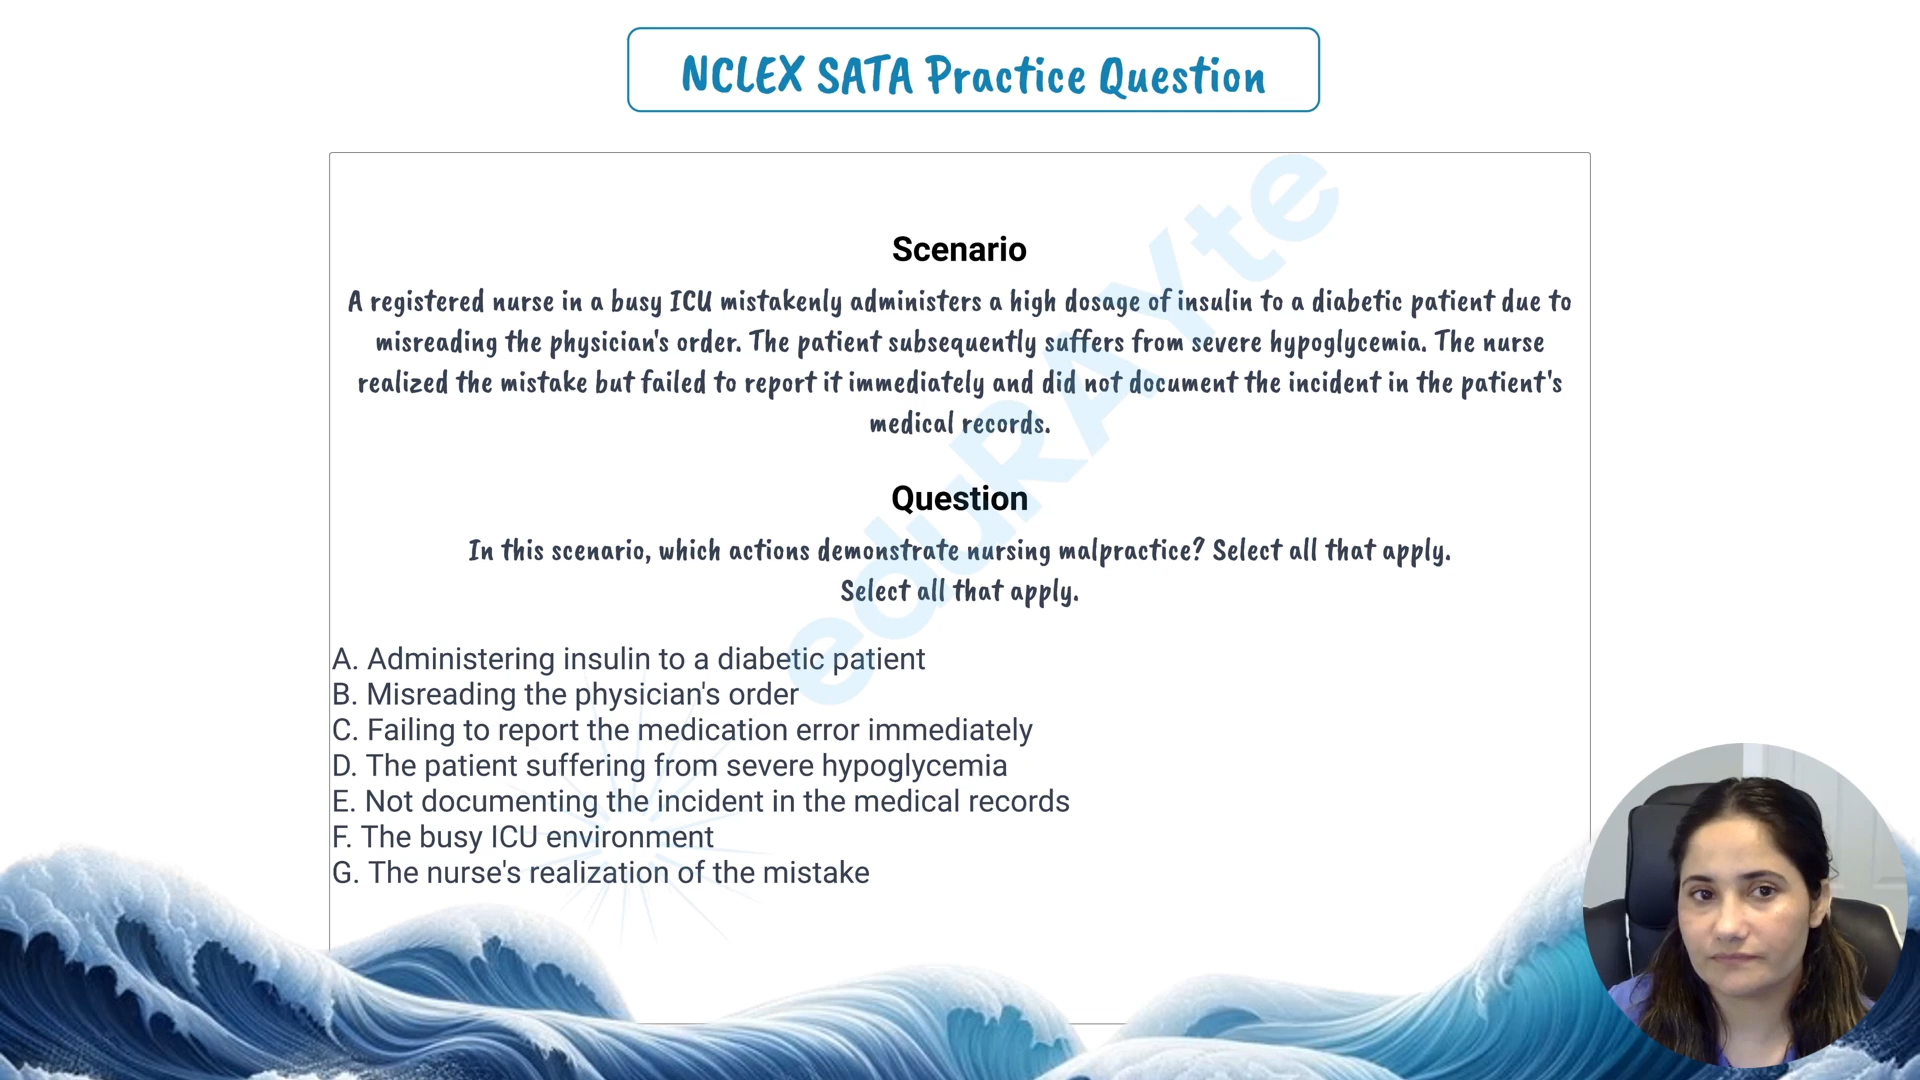 NCLEX SATA Practice Question
Scenario
A registered nurse in a busy ICU mistakenly administers a high dosage of insulin to a diabetic patient due to
misreading the physician's order. The patient subsequently suffers from severe hypoglycemia. The nurse
realized the mistake but failed to report it immediately and did not document the incident in the patient's
medical records.
Question
In this scenario, which actions demonstrate nursing malpractice? Select all that apply.
Select all that apply.
A. Administering insulin to a diabetic patient
B. Misreading the physician's order
C. Failing to report the medication error immediately
D. The patient suffering from severe hypoglycemia
E. Not documenting the incident in the medical records
F. The busy ICU environment
G. The nurse's realization of the mistake
eduRAYte